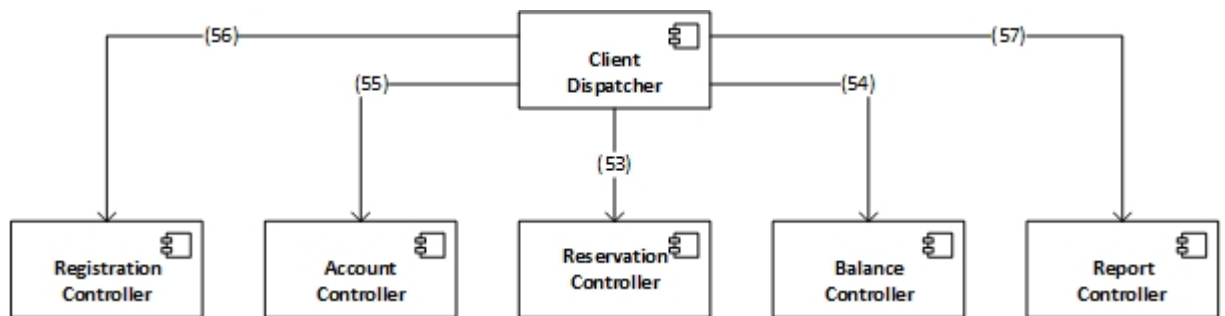 (56)
(57)
Client
Dispatcher
(55)
(54)
(53)
Registration
Controller
Account
Controller
Reservation
Controller
Balance
Controller
Report
Controller